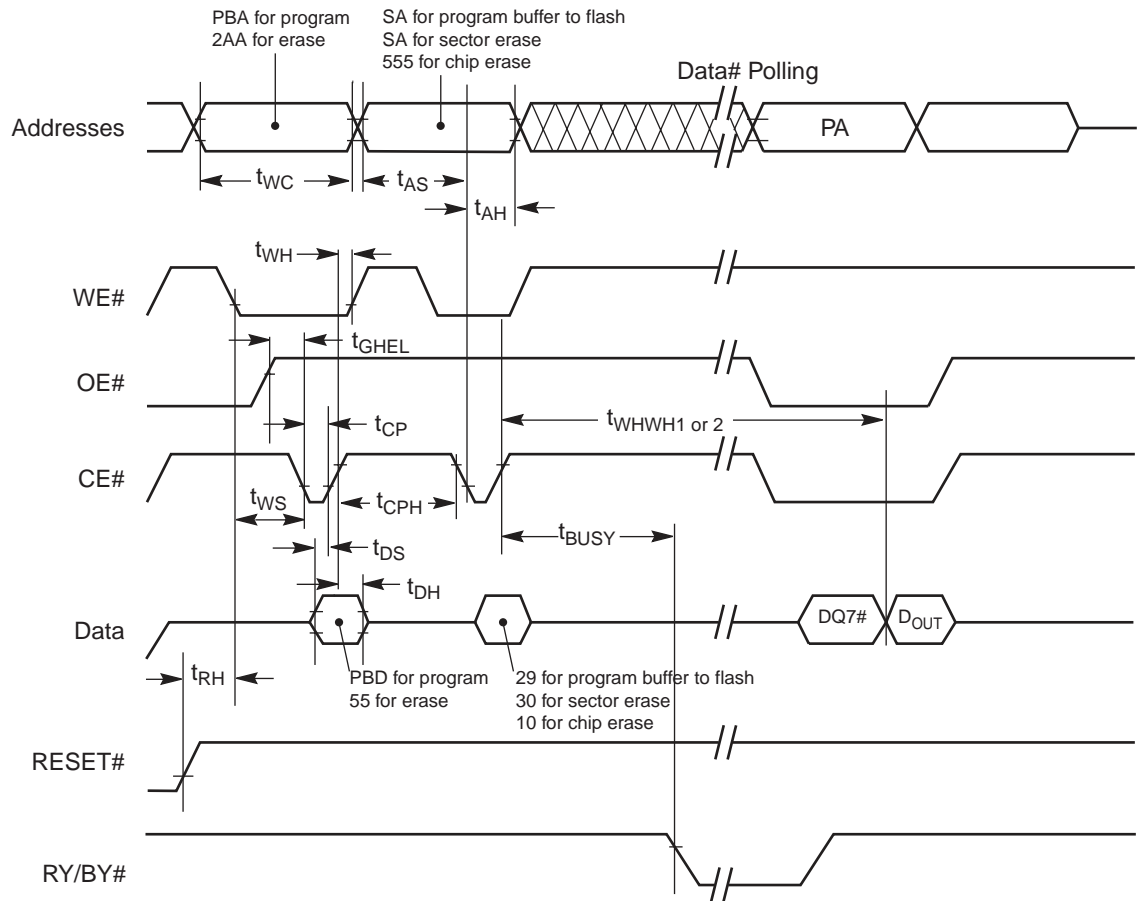 PBA for program
2AA for erase
SA for program buffer to flash
SA for sector erase
555 for chip erase
Data# Polling
Addresses
PA
tWC
tAS
tAH
tWH
WE#
tGHEL
OE#
tCP
tWHWH1 or 2
CE#
tWS
tCPH
tBUSY
tDS
tDH
Data
DQ7#
DOUT
tRH
PBD for program
55 for erase
29 for program buffer to flash
30 for sector erase
10 for chip erase
RESET#
RY/BY#